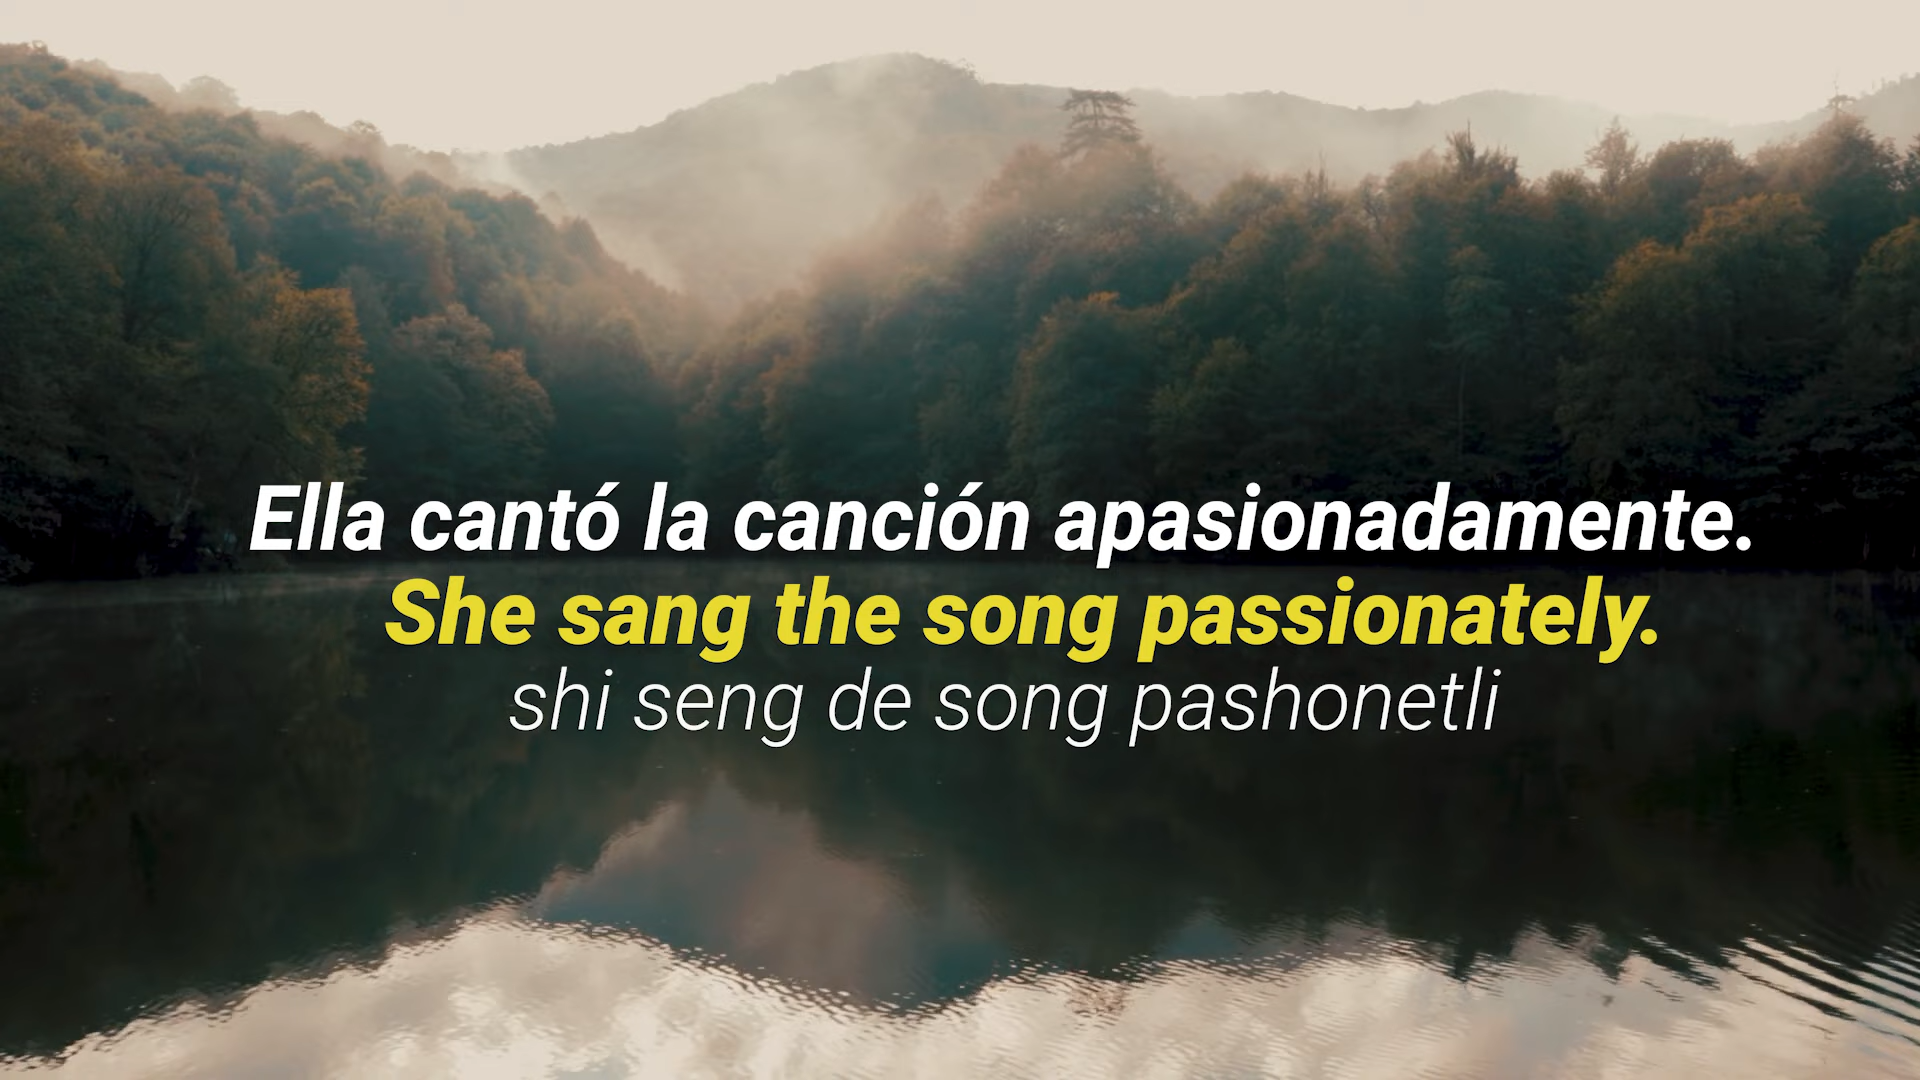 Ella cantó la canción apasionadamente.
She sang the song passionately.
shi seng de song pashonetli